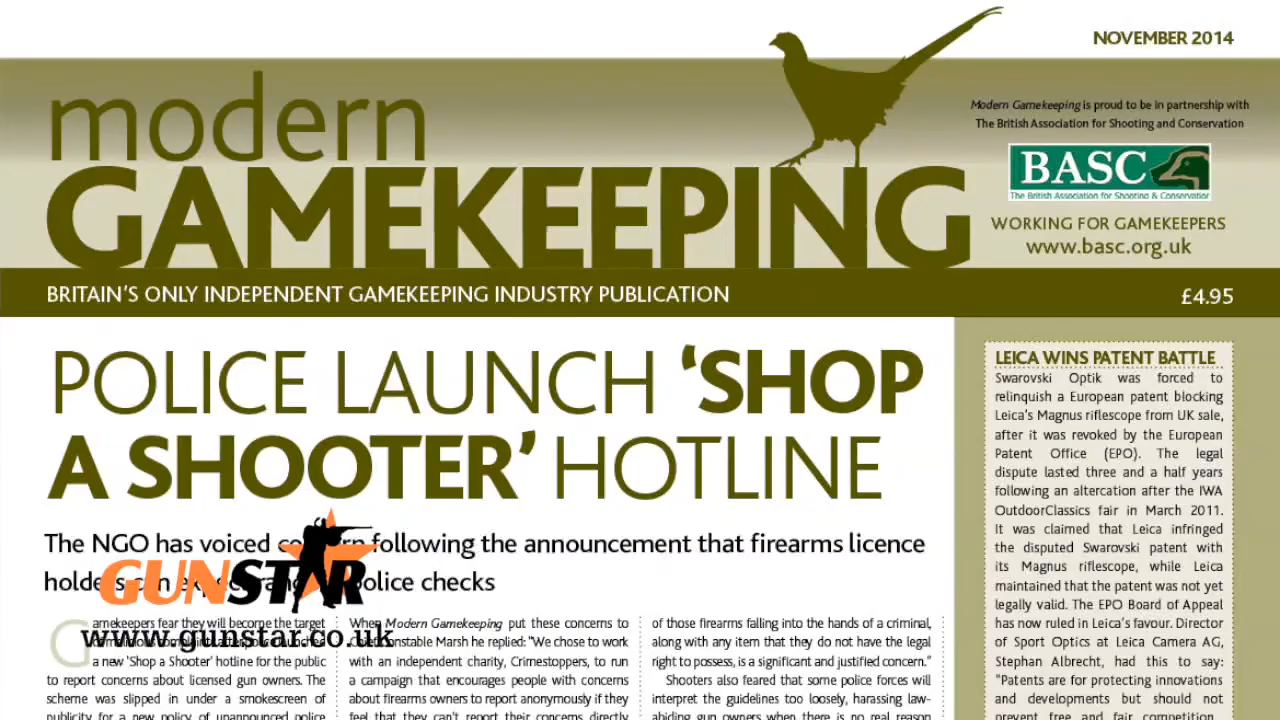 NOVEMBER 2014
modern
GAMEKEEPING
Modern Gamekeeping is proud to be in partnership with
The British Association for Shooting and Conservation
BASC
The British Association for Shooting & Conservation
WORKING FOR GAMEKEEPERS
www.basc.org.uk
BRITAIN'S ONLY INDEPENDENT GAMEKEEPING INDUSTRY PUBLICATION
£4.95
POLICE LAUNCH ‘SHOP
A SHOOTER’ HOTLINE
The NGO has voiced concern following the announcement that firearms licence
holders can expect random police checks
GUNSTAR
www.gunstar.co.uk
Gamekeepers fear they will become the target
a new ‘Shop a Shooter’ hotline for the public
to report concerns about licensed gun owners. The
scheme was slipped in under a smokescreen of
publicity for a new policy of unannounced police
When Modern Gamekeeping put these concerns to
Chief Constable Marsh he replied: “We chose to work
with an independent charity, Crimestoppers, to run
a campaign that encourages people with concerns
about firearms owners to report anonymously if they
feel that they can't report their concerns directly
of those firearms falling into the hands of a criminal,
along with any item that they do not have the legal
right to possess, is a significant and justified concern.”
Shooters also feared that some police forces will
interpret the guidelines too loosely, harassing law-
abiding gun owners when there is no real reason
LEICA WINS PATENT BATTLE
Swarovski Optik was forced to
relinquish a European patent blocking
Leica's Magnus riflescope from UK sale,
after it was revoked by the European
Patent Office (EPO). The legal
dispute lasted three and a half years
following an altercation after the IWA
OutdoorClassics fair in March 2011.
It was claimed that Leica infringed
the disputed Swarovski patent with
its Magnus riflescope, while Leica
maintained that the patent was not yet
legally valid. The EPO Board of Appeal
has now ruled in Leica's favour. Director
of Sport Optics at Leica Camera AG,
Stephan Albrecht, had this to say:
“Patents are for protecting innovations
and developments but should not
prevent free and fair competition